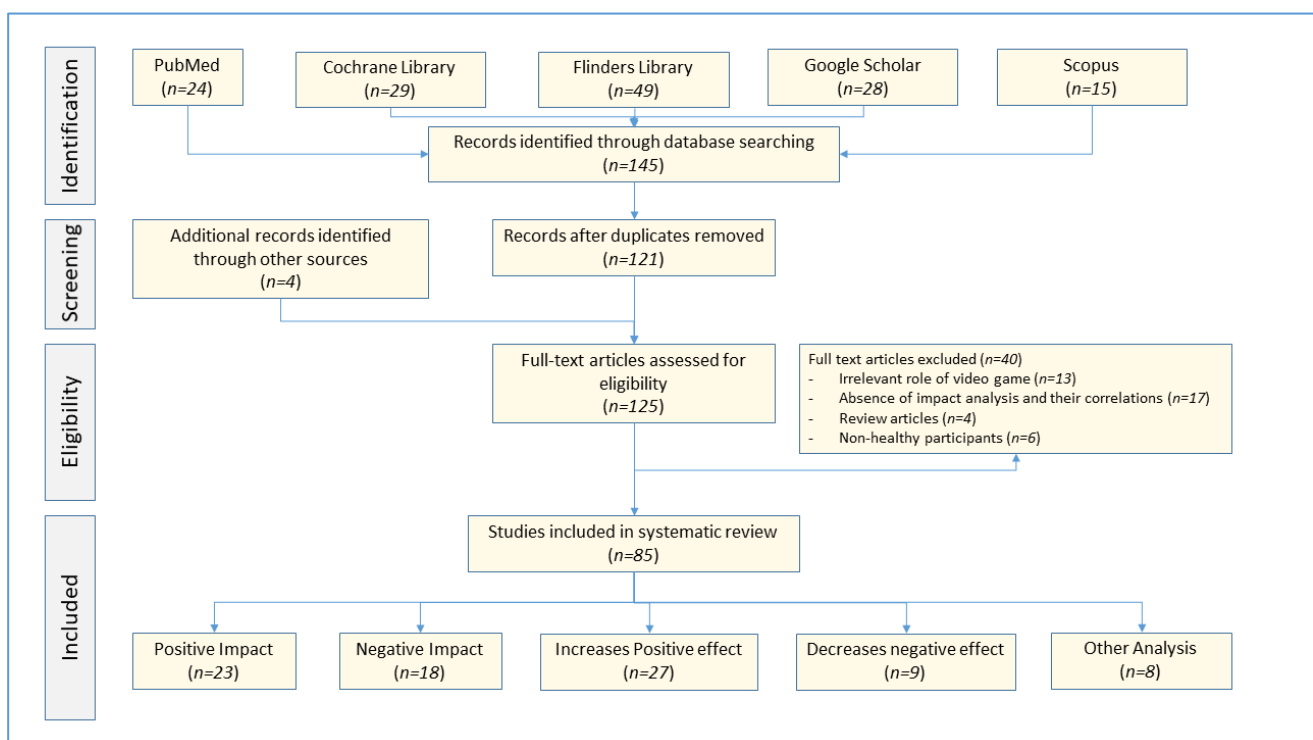 Identification
PubMed
(n=24)
Cochrane Library
(n=29)
Flinders Library
(n=49)
Google Scholar
(n=28)
Scopus
(n=15)
Records identified through database searching
(n=145)
Screening
Additional records identified
through other sources
(n=4)
Records after duplicates removed
(n=121)
Eligibility
Full-text articles assessed for
eligibility
(n=125)
Full text articles excluded (n=40)
- Irrelevant role of video game (n=13)
- Absence of impact analysis and their correlations (n=17)
- Review articles (n=4)
- Non-healthy participants (n=6)
Included
Studies included in systematic review
(n=85)
Positive Impact
(n=23)
Negative Impact
(n=18)
Increases Positive effect
(n=27)
Decreases negative effect
(n=9)
Other Analysis
(n=8)